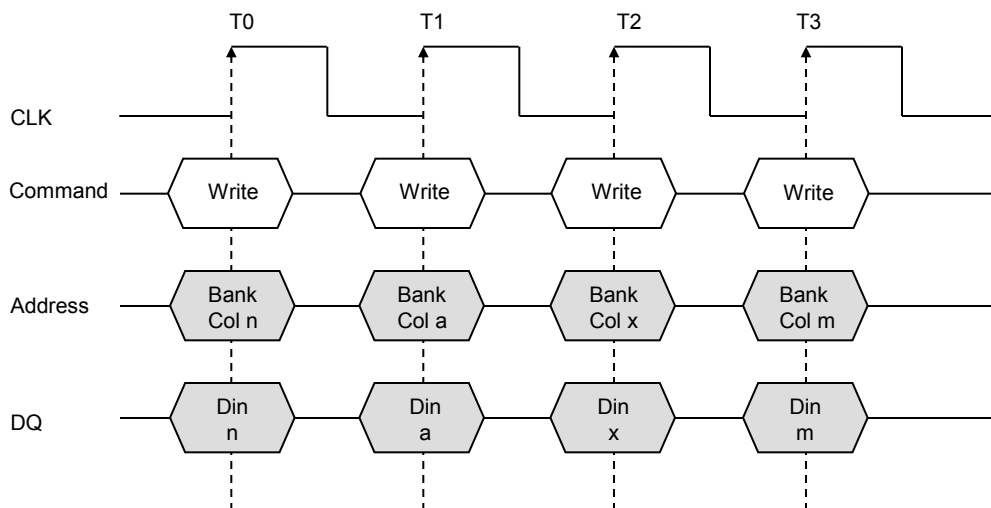 T0 T1 T2 T3
CLK
Command Write Write Write Write
Address
Bank Bank Bank Bank
Col n Col a Col x Col m
DQ
Din Din Din Din
n a x m